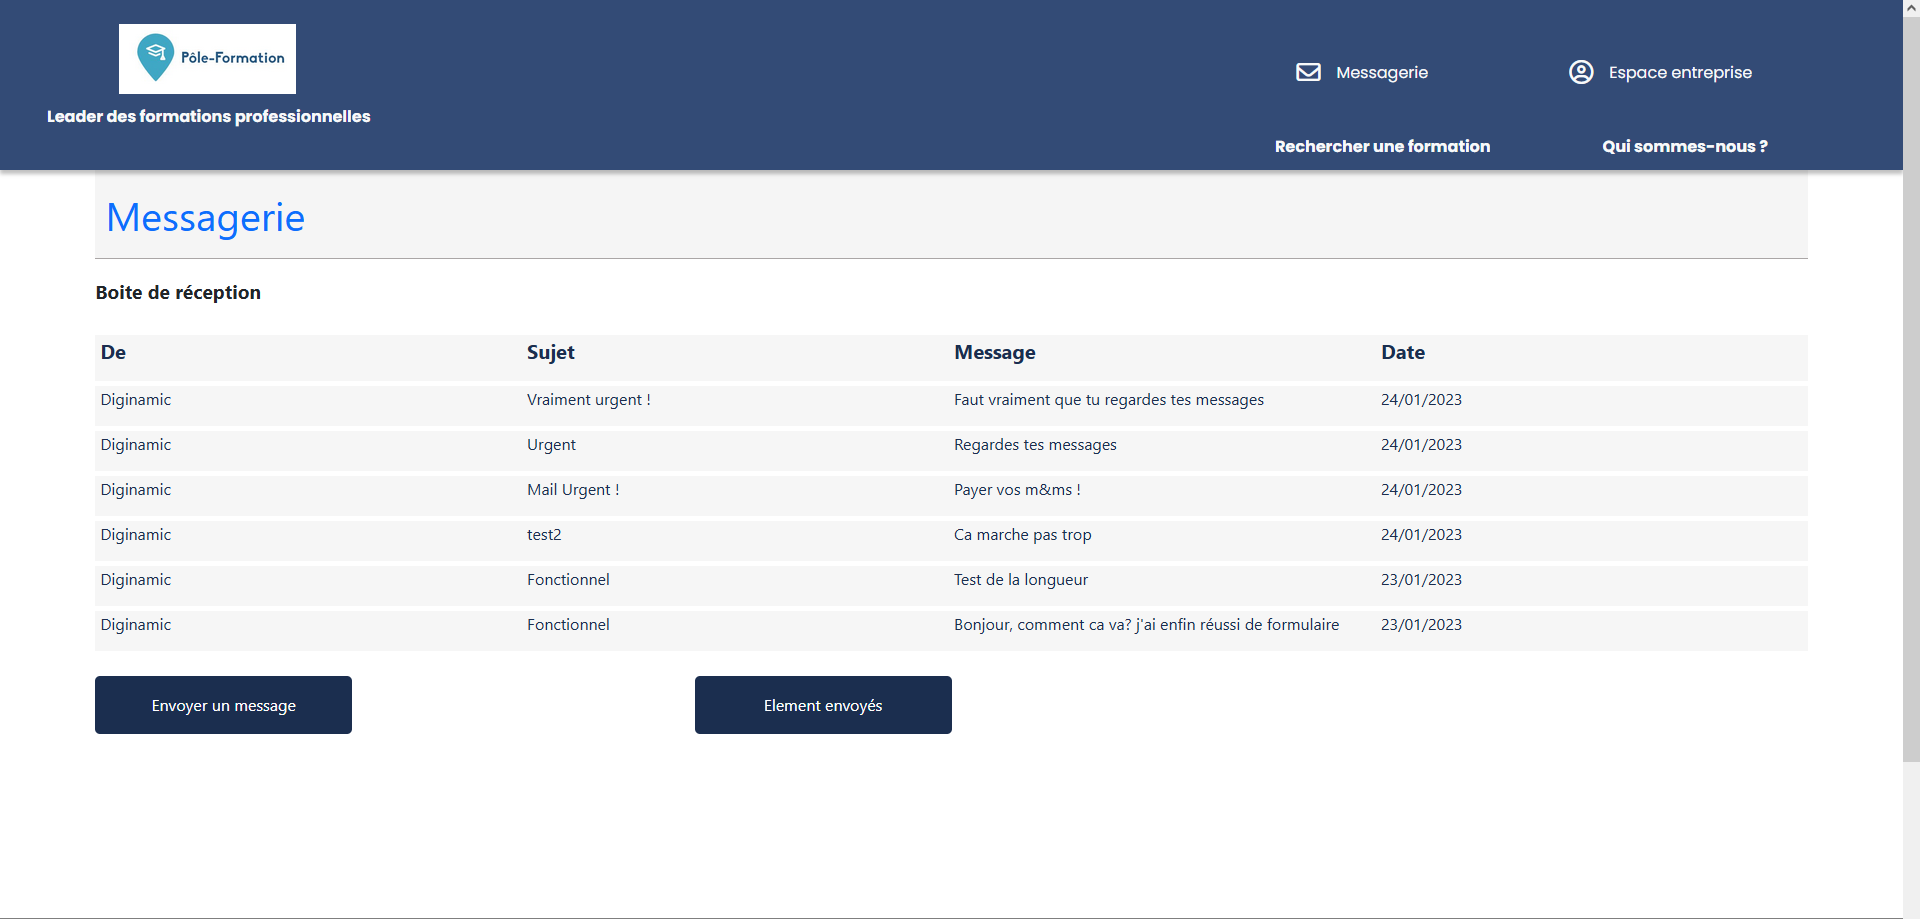 Pôle-Formation
Leader des formations professionnelles
Messagerie
Espace entreprise
Rechercher une formation
Qui sommes-nous ?
Messagerie
Boite de réception
De Sujet Message Date
Diginamic Vraiment urgent ! Faut vraiment que tu regardes tes messages 24/01/2023
Diginamic Urgent Regardes tes messages 24/01/2023
Diginamic Mail Urgent ! Payer vos m&ms ! 24/01/2023
Diginamic test2 Ca marche pas trop 24/01/2023
Diginamic Fonctionnel Test de la longueur 23/01/2023
Diginamic Fonctionnel Bonjour, comment ca va? j'ai enfin réussi de formulaire 23/01/2023
Envoyer un message
Element envoyés